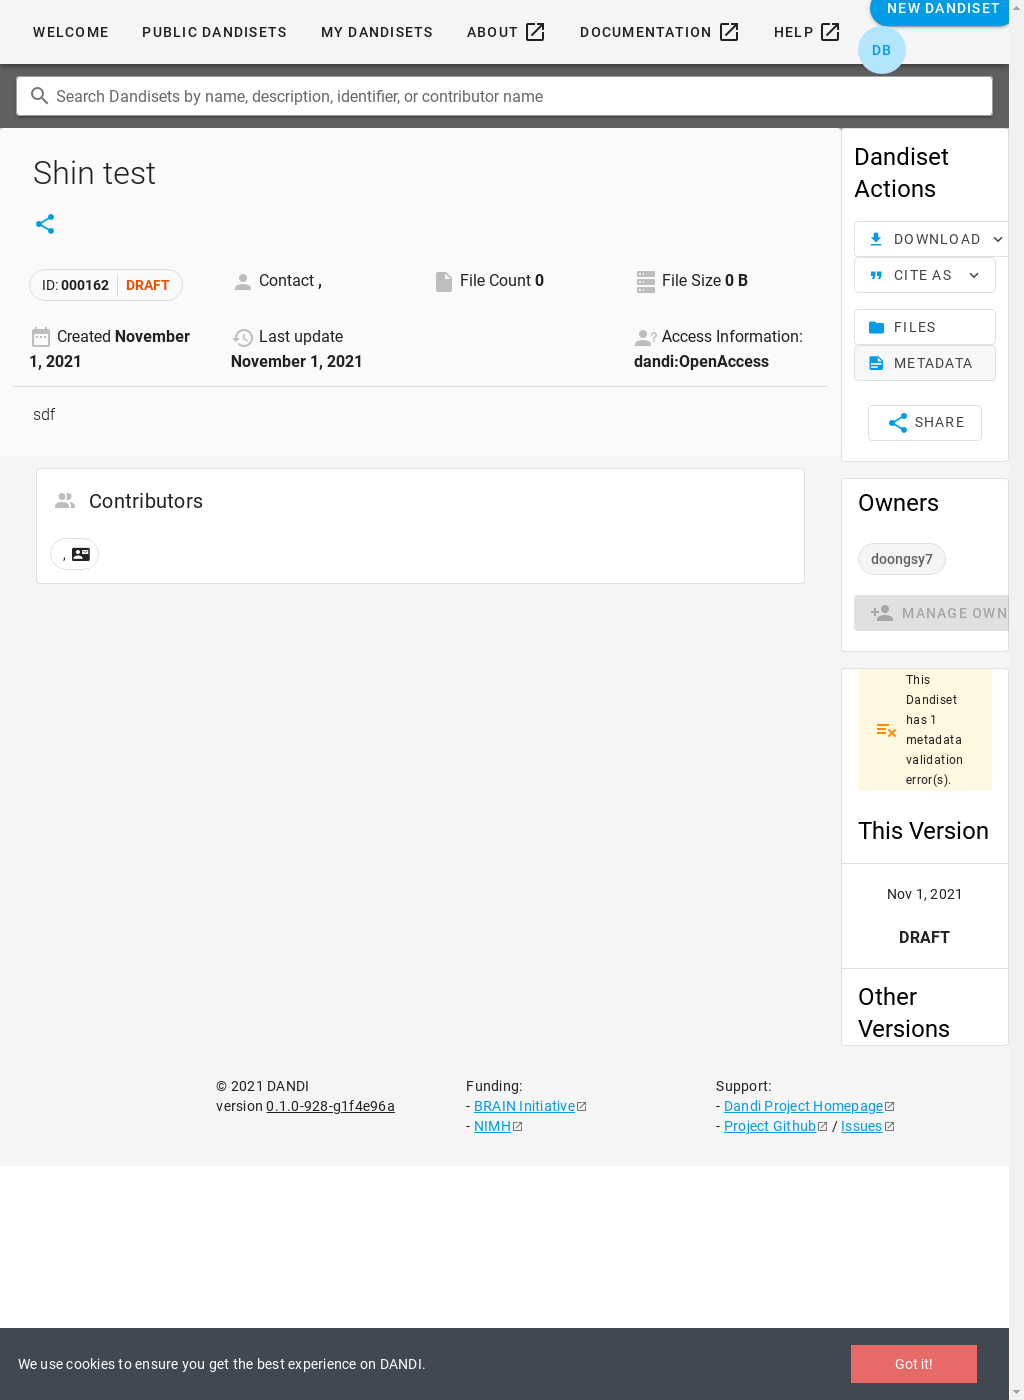 WELCOME
PUBLIC DANDISETS
MY DANDISETS
ABOUT
DOCUMENTATION
HELP
NEW DANDISET
DB
Search Dandisets by name, description, identifier, or contributor name
Shin test
ID: 000162 DRAFT
Contact ,
File Count 0
File Size 0 B
Created November
1, 2021
Last update
November 1, 2021
Access Information:
dandi:OpenAccess
sdf
Contributors
,
Dandiset
Actions
DOWNLOAD
CITE AS
FILES
METADATA
SHARE
Owners
doongsy7
MANAGE OWN
This
Dandiset
has 1
metadata
validation
error(s).
This Version
Nov 1, 2021
DRAFT
Other
Versions
© 2021 DANDI
version 0.1.0-928-g1f4e96a
Funding:
- BRAIN Initiative
- NIMH
Support:
- Dandi Project Homepage
- Project Github / Issues
We use cookies to ensure you get the best experience on DANDI.
Got it!